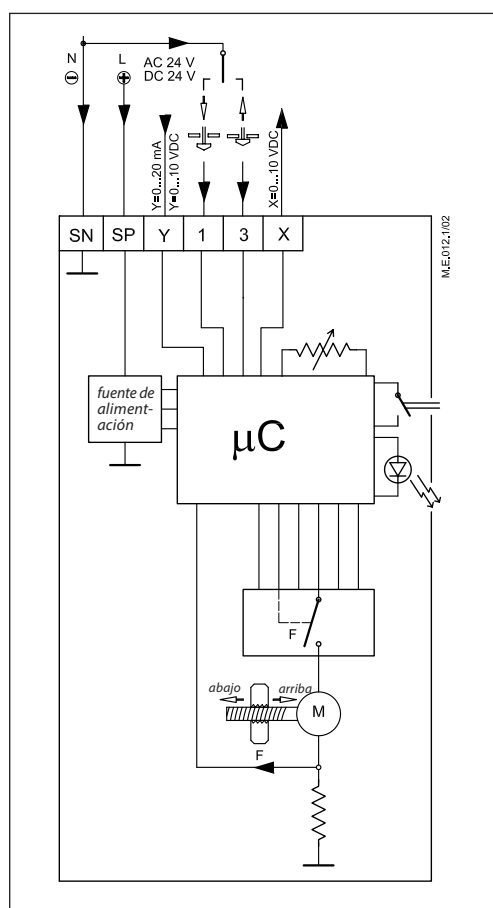 N
L
AC 24 V
DC 24 V
Y=0...20 mA
Y=0...10 VDC
X=0...10 VDC
SN SP Y 1 3 X
M.E.012.1/02
fuente de
aliment-
ación
µC
F
abajo arriba
M
F